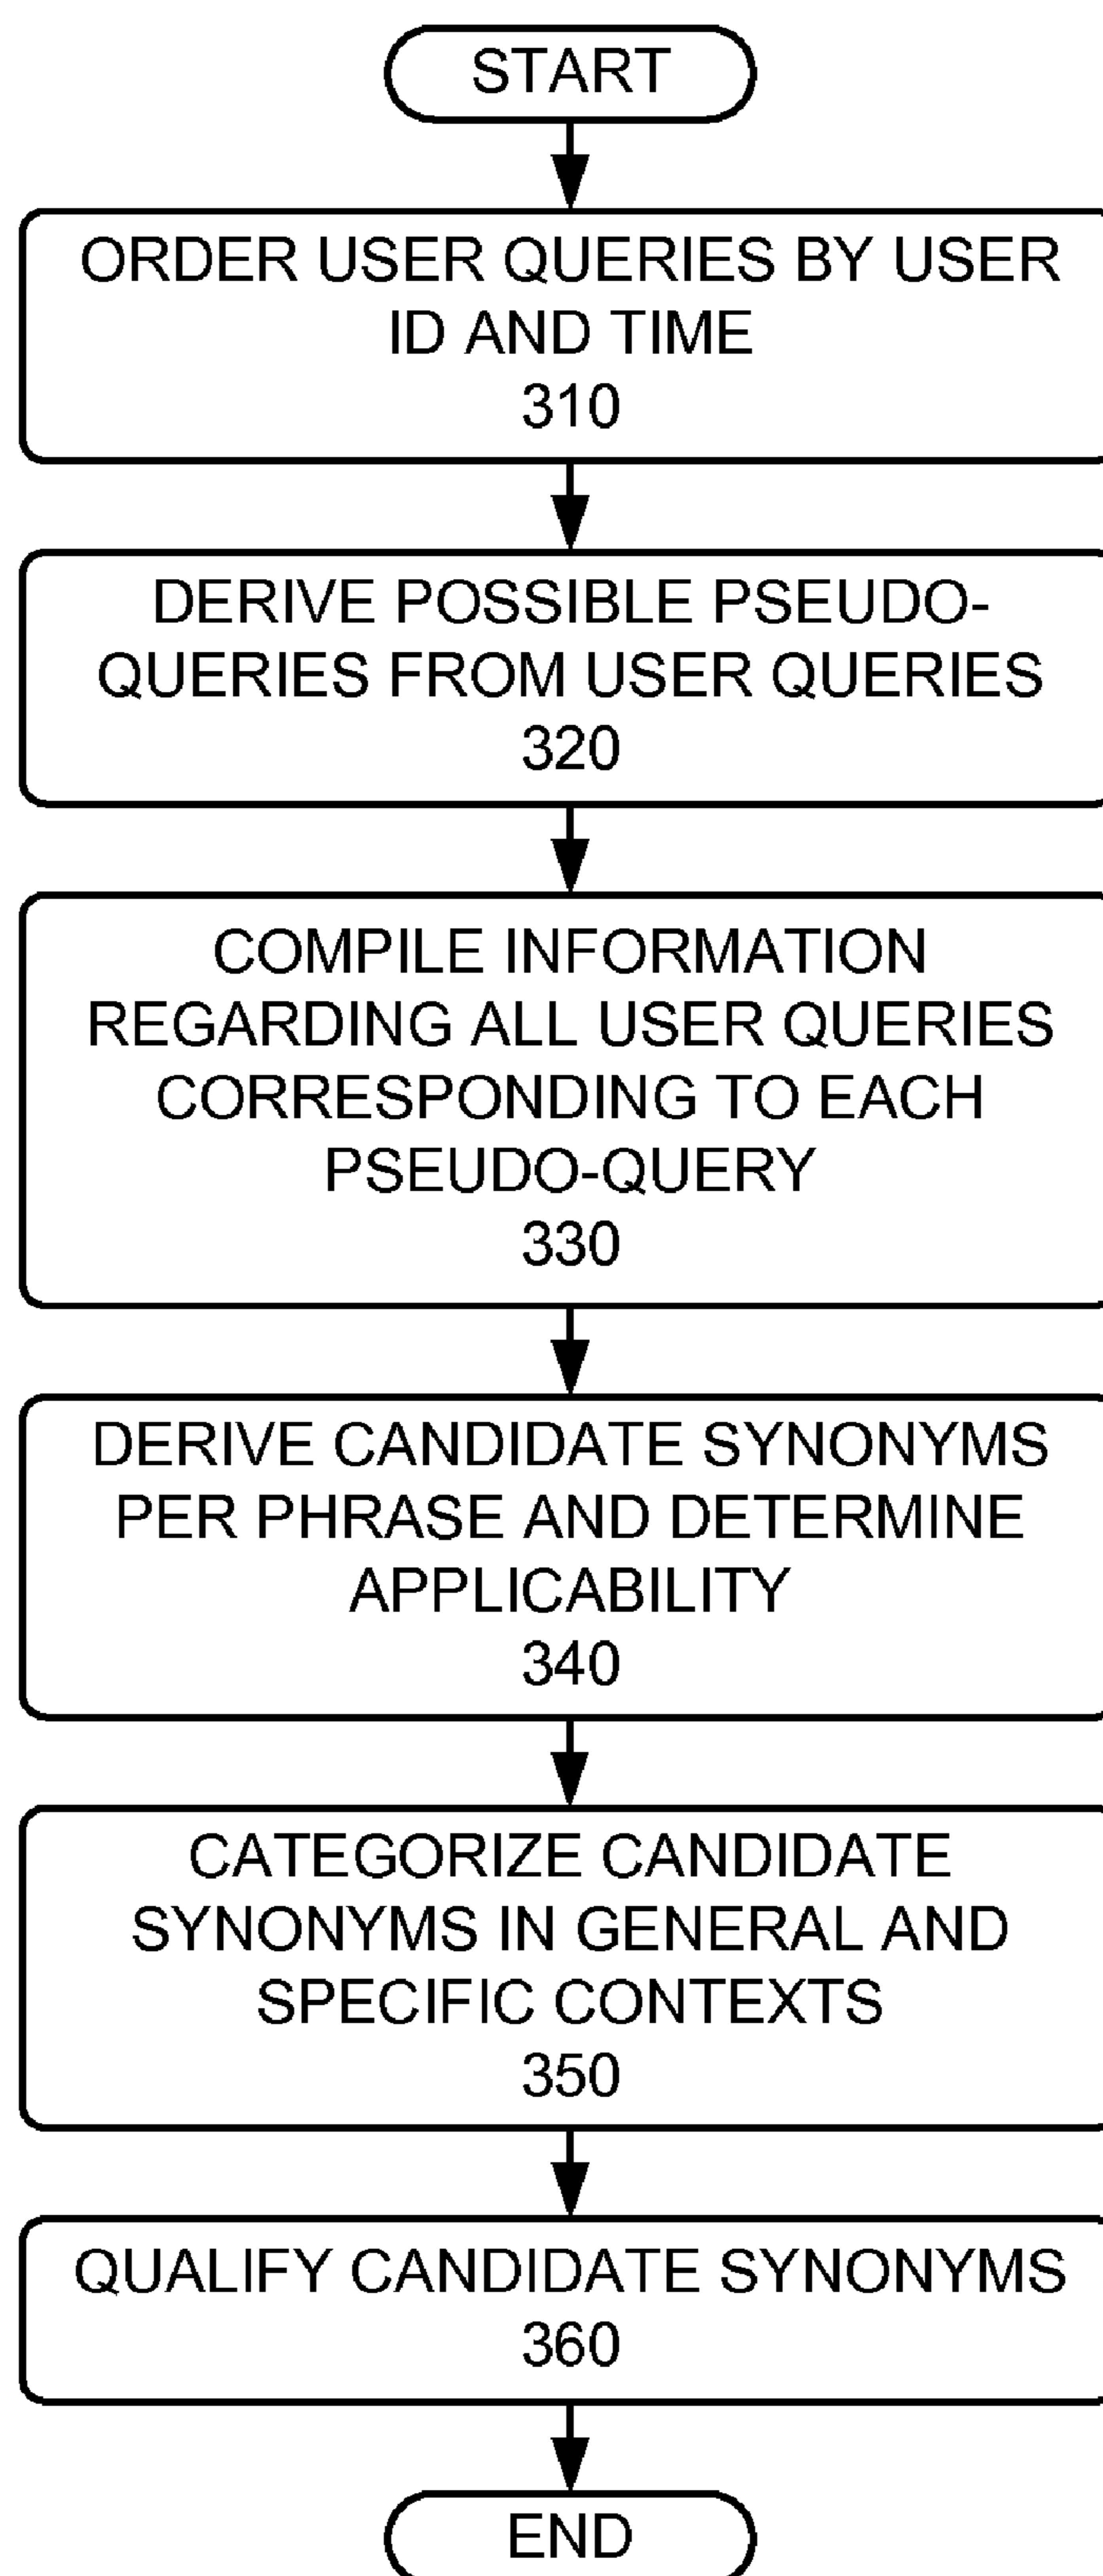 START
ORDER USER QUERIES BY USER
ID AND TIME
310
DERIVE POSSIBLE PSEUDO-
QUERIES FROM USER QUERIES
320
COMPILE INFORMATION
REGARDING ALL USER QUERIES
CORRESPONDING TO EACH
PSEUDO-QUERY
330
DERIVE CANDIDATE SYNONYMS
PER PHRASE AND DETERMINE
APPLICABILITY
340
CATEGORIZE CANDIDATE
SYNONYMS IN GENERAL AND
SPECIFIC CONTEXTS
350
QUALIFY CANDIDATE SYNONYMS
360
END